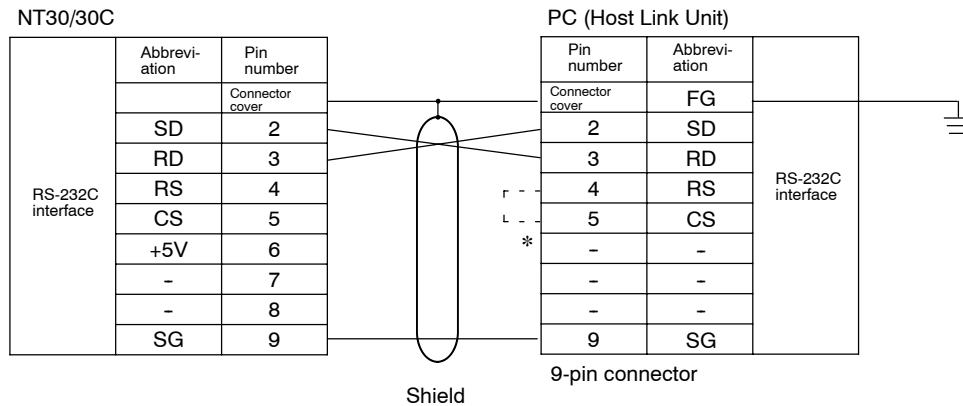 NT30/30C
PC (Host Link Unit)
Abbrevi-
ation
Pin
number
Pin
number
Abbrevi-
ation
Connector
cover
Connector
cover
FG
SD 2 2 SD
RD 3 3 RD
RS 4 4 RS
CS 5 5 CS
+5V 6 - -
- 7 - -
- 8 - -
SG 9 9 SG
RS-232C
interface
RS-232C
interface
*
Shield
9-pin connector